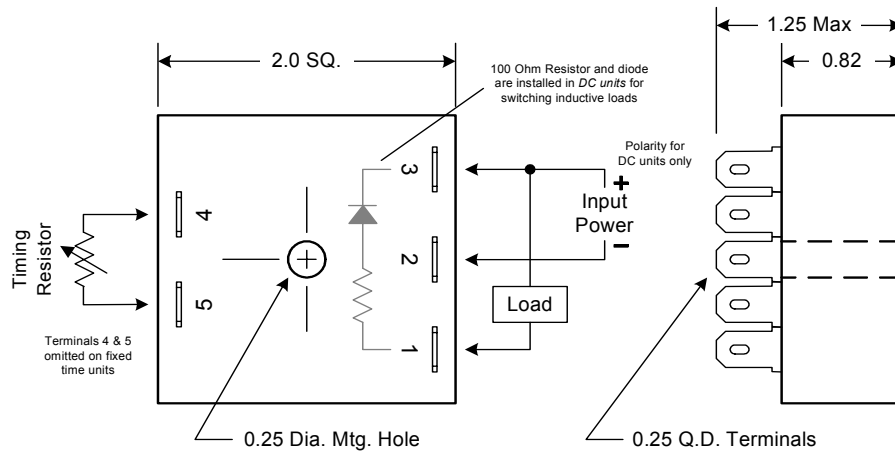 2.0 SQ.
1.25 Max
0.82
100 Ohm Resistor and diode
are installed in DC units for
switching inductive loads
Polarity for
DC units only
3
+
Input
Power
−
4
2
Timing
Resistor
5
Load
1
Terminals 4 & 5
omitted on fixed
time units
0.25 Dia. Mtg. Hole
0.25 Q.D. Terminals